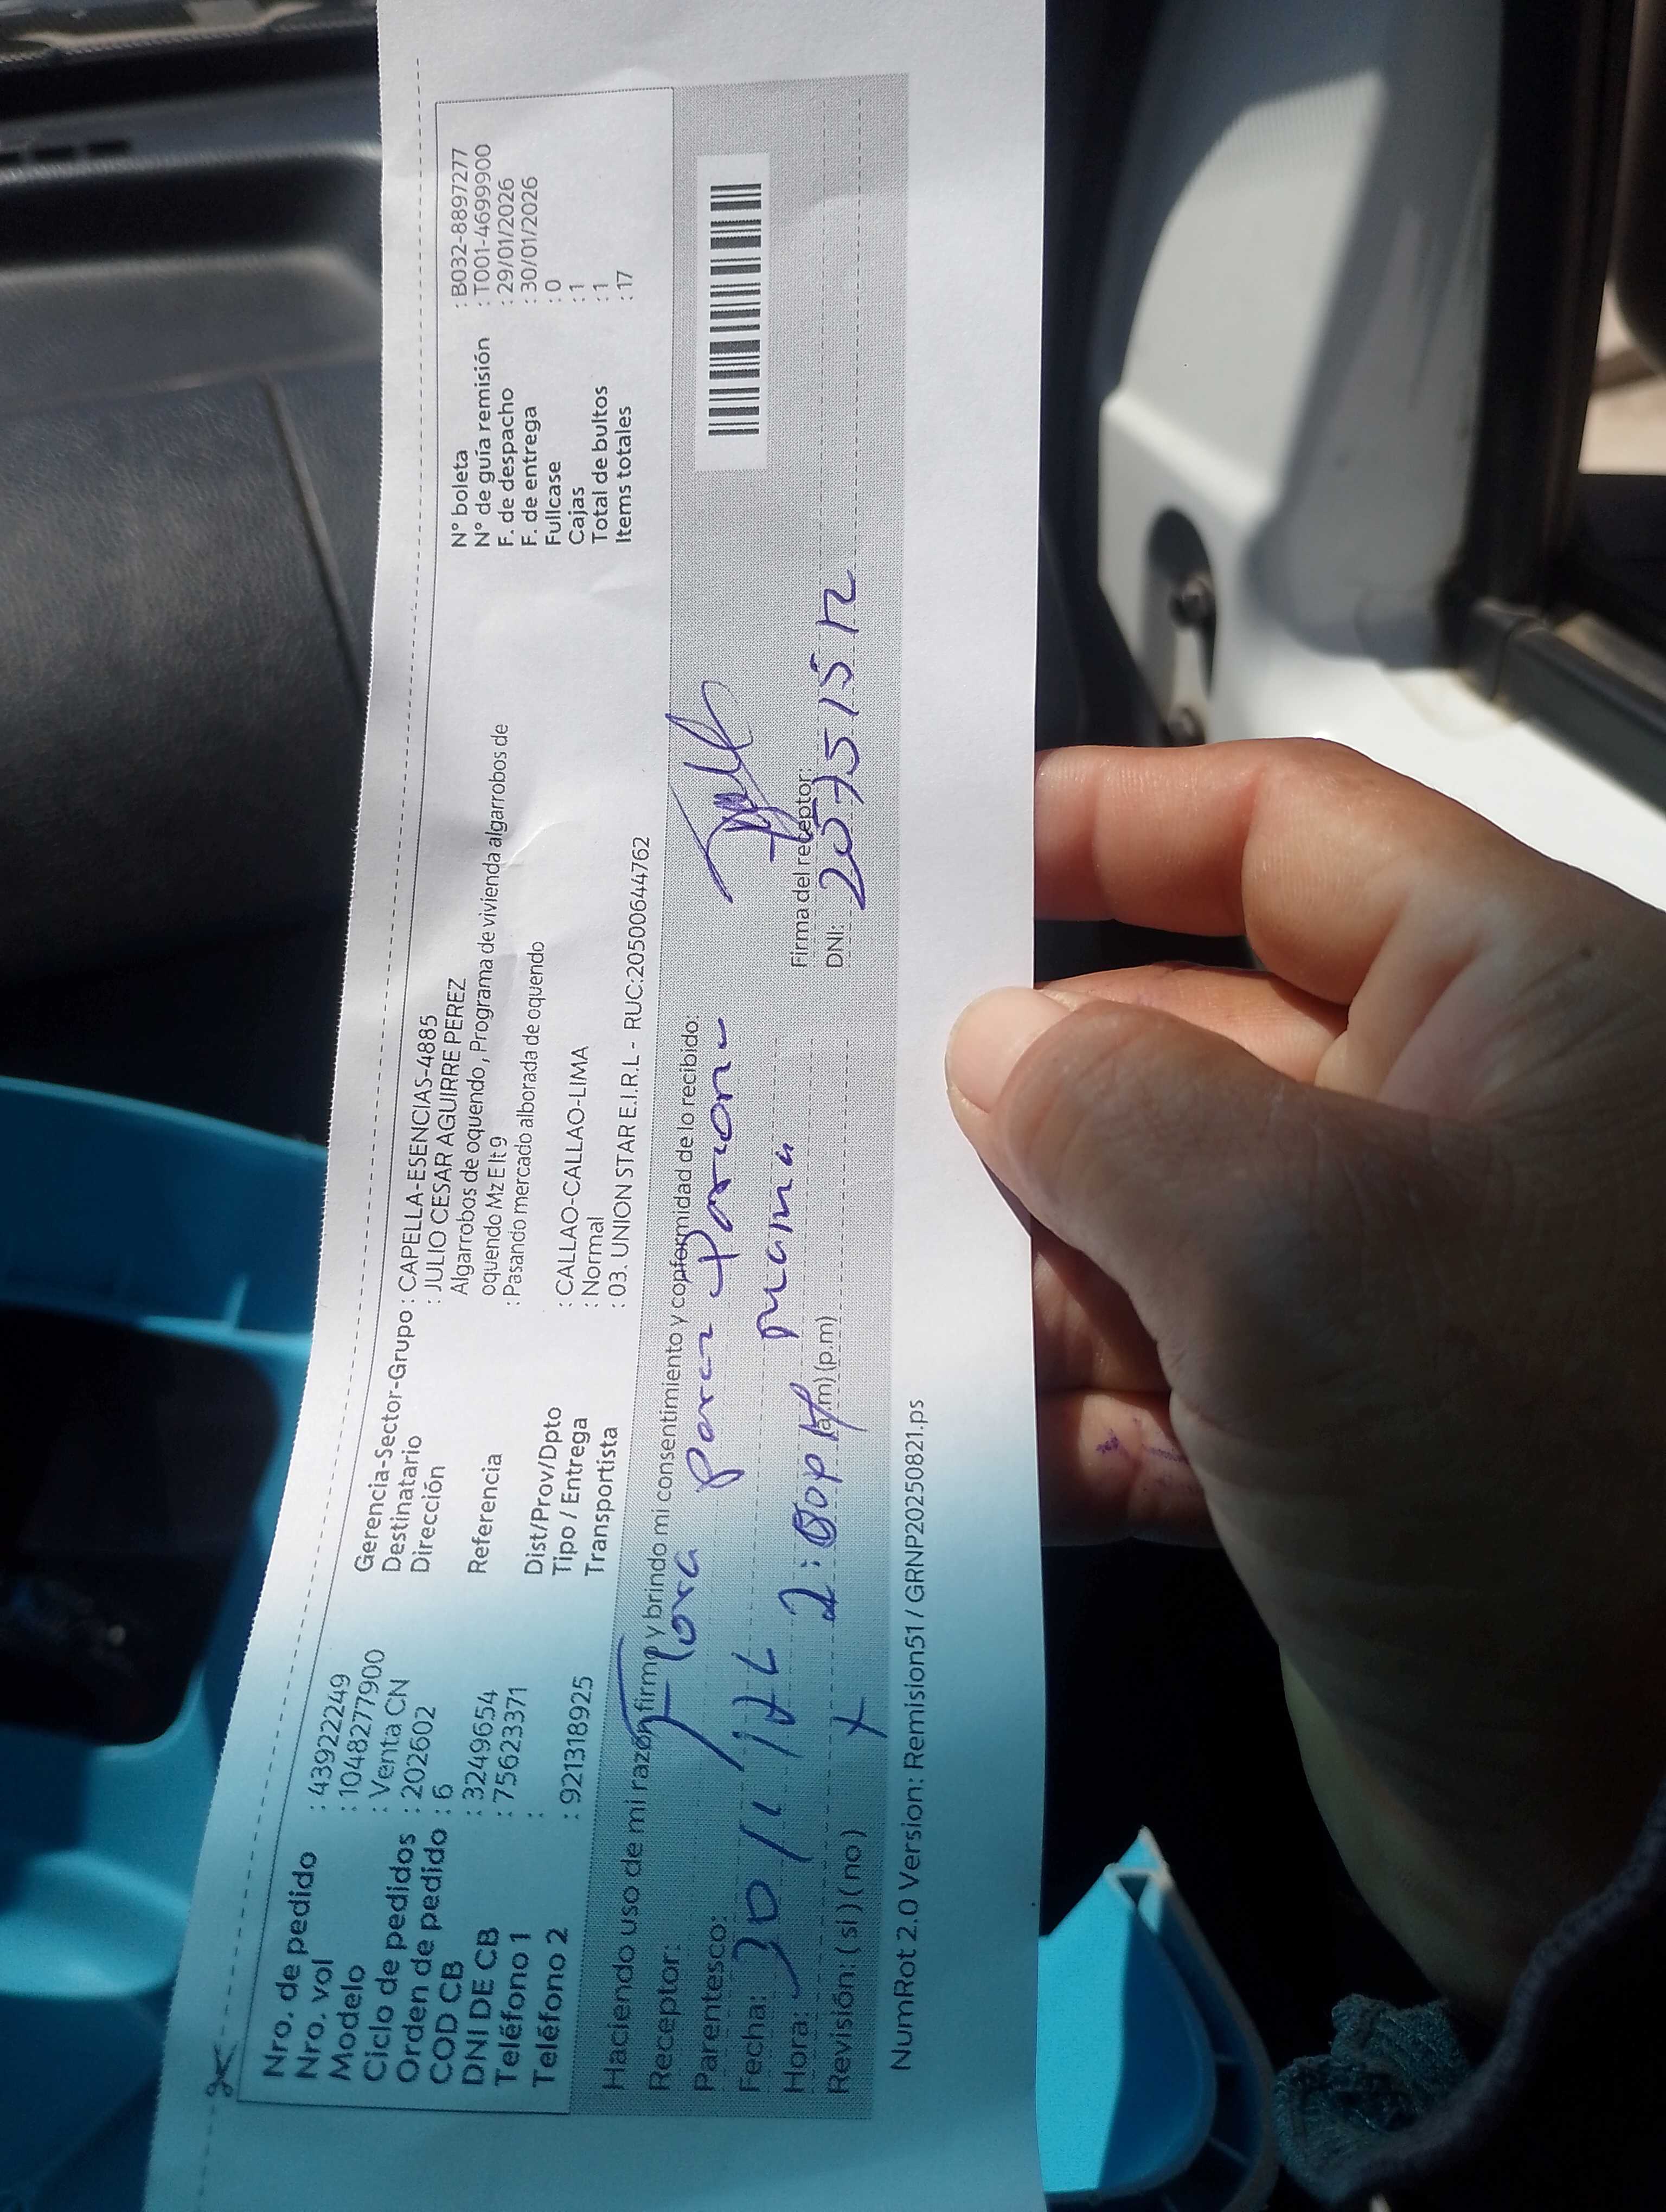 Nro. de pedido : 43922249
Nro. vol : 10482777900
Modelo : Venta CN
Ciclo de pedidos : 202602
Orden de pedido : 6
COD CB
DNI DE CB : 32499654
Teléfono 1 : 75623371
:
Teléfono 2 : 921318925
Gerencia-Sector-Grupo : CAPELLA-ESENCIAS-4885
Destinatario : JULIO CESAR AGUIRRE PEREZ
Dirección Algarrobos de oquendo , Programa de vivienda algarrobos de
oquendo Mz E lt 9
Referencia : Pasando mercado alborada de oquendo
Dist/Prov/Dpto : CALLAO-CALLAO-LIMA
Tipo / Entrega : Normal
Transportista : 03. UNION STAR E.I.R.L - RUC:20500644762
N° boleta : B032-8897277
N° de guía remisión : T001-4699900
F. de despacho : 29/01/2026
F. de entrega : 30/01/2026
Fullcase : 0
Cajas : 1
Total de bultos : 1
Items totales : 17
Haciendo uso de mi razón firmo y brindo mi consentimiento y conformidad de lo recibido:
Receptor: Flora
Parentesco: mama
Fecha: 30 / 1 /
Hora: 2:00 PM (a.m) (p.m)
Revisión: ( si ) ( no ) x
Firma del receptor:
DNI:
NumRot 2.0 Version: Remision51 / GRNP20250821.ps